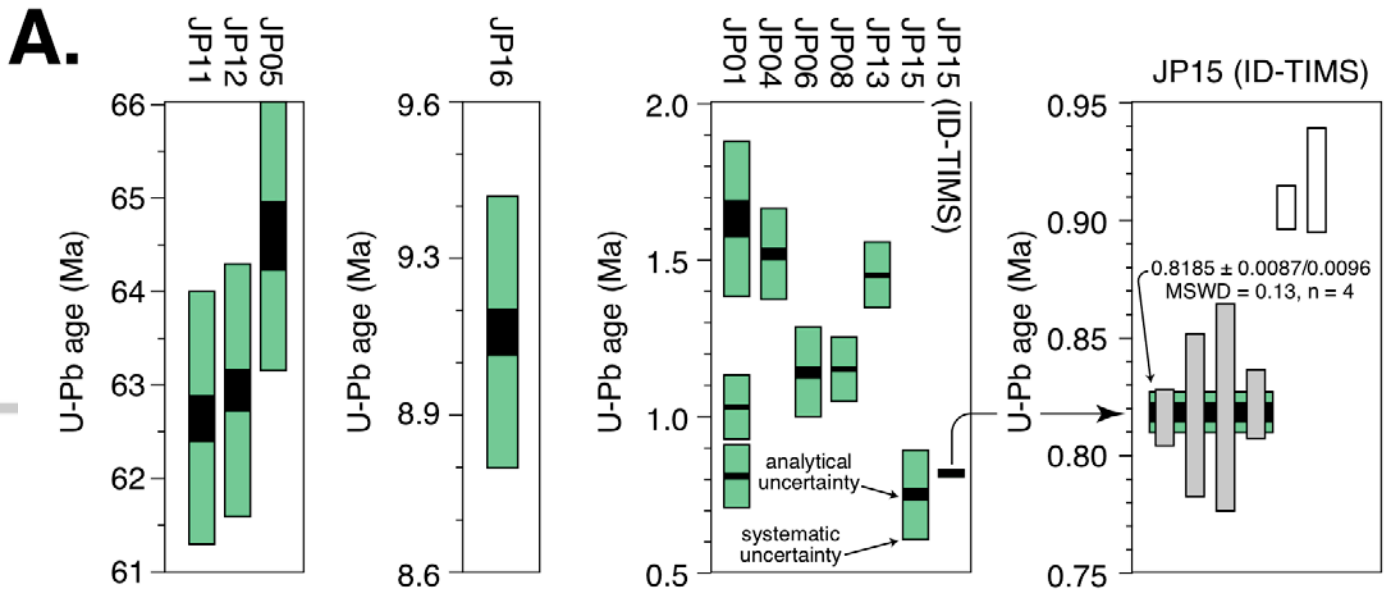 A.
JP11
JP12
JP05
U-Pb age (Ma)
66
65
64
63
62
61
JP16
U-Pb age (Ma)
9.6
9.3
8.9
8.6
JP01
JP04
JP06
JP08
JP13
JP15
JP15 (ID-TIMS)
U-Pb age (Ma)
2.0
1.5
1.0
0.5
analytical
uncertainty
systematic
uncertainty
JP15 (ID-TIMS)
U-Pb age (Ma)
0.95
0.90
0.85
0.80
0.75
0.8185 ± 0.0087/0.0096
MSWD = 0.13, n = 4